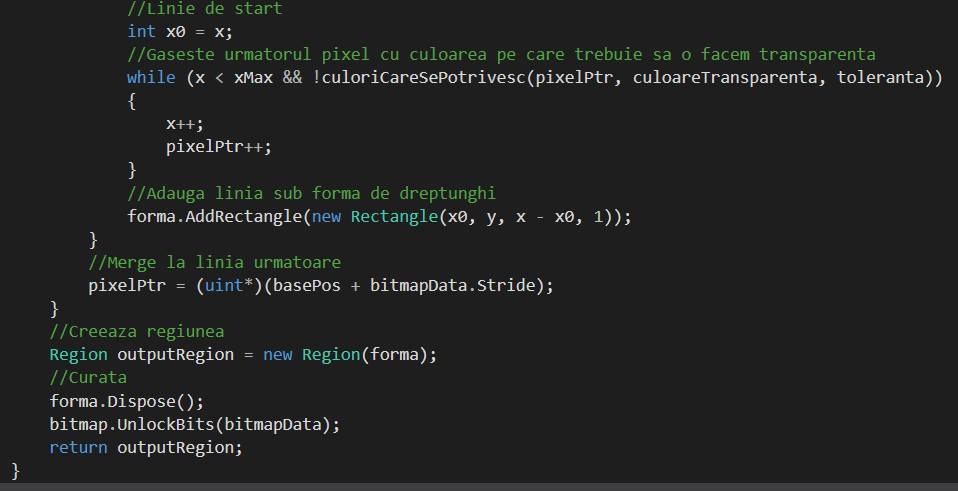 //Linie de start
int x0 = x;
//Gaseste urmatorul pixel cu culoarea pe care trebuie sa o facem transparenta
while (x < xMax && !culoriCareSePotrivesc(pixelPtr, culoareTransparenta, toleranta))
{
x++;
pixelPtr++;
}
//Adauga linia sub forma de dreptunghi
forma.AddRectangle(new Rectangle(x0, y, x - x0, 1));
}
//Merge la linia urmatoare
pixelPtr = (uint*)(basePos + bitmapData.Stride);
}
//Creeaza regiunea
Region outputRegion = new Region(forma);
//Curata
forma.Dispose();
bitmap.UnlockBits(bitmapData);
return outputRegion;
}